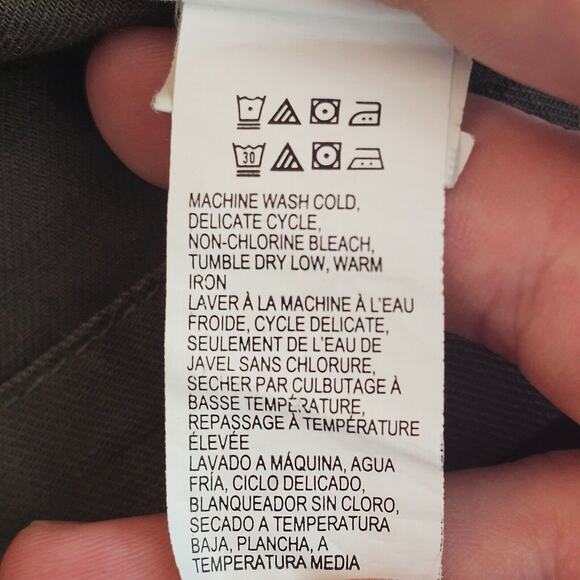 30
MACHINE WASH COLD,
DELICATE CYCLE,
NON-CHLORINE BLEACH,
TUMBLE DRY LOW, WARM
IRON
LAVER À LA MACHINE À L'EAU
FROIDE, CYCLE DELICATE,
SEULEMENT DE L'EAU DE
JAVEL SANS CHLORURE,
SECHER PAR CULBUTAGE À
BASSE TEMPÉRATURE,
REPASSAGE À TEMPÉRATURE
ÉLEVÉE
LAVADO A MÁQUINA, AGUA
FRÍA, CICLO DELICADO,
BLANQUEADOR SIN CLORO,
SECADO A TEMPERATURA
BAJA, PLANCHA, A
TEMPERATURA MEDIA